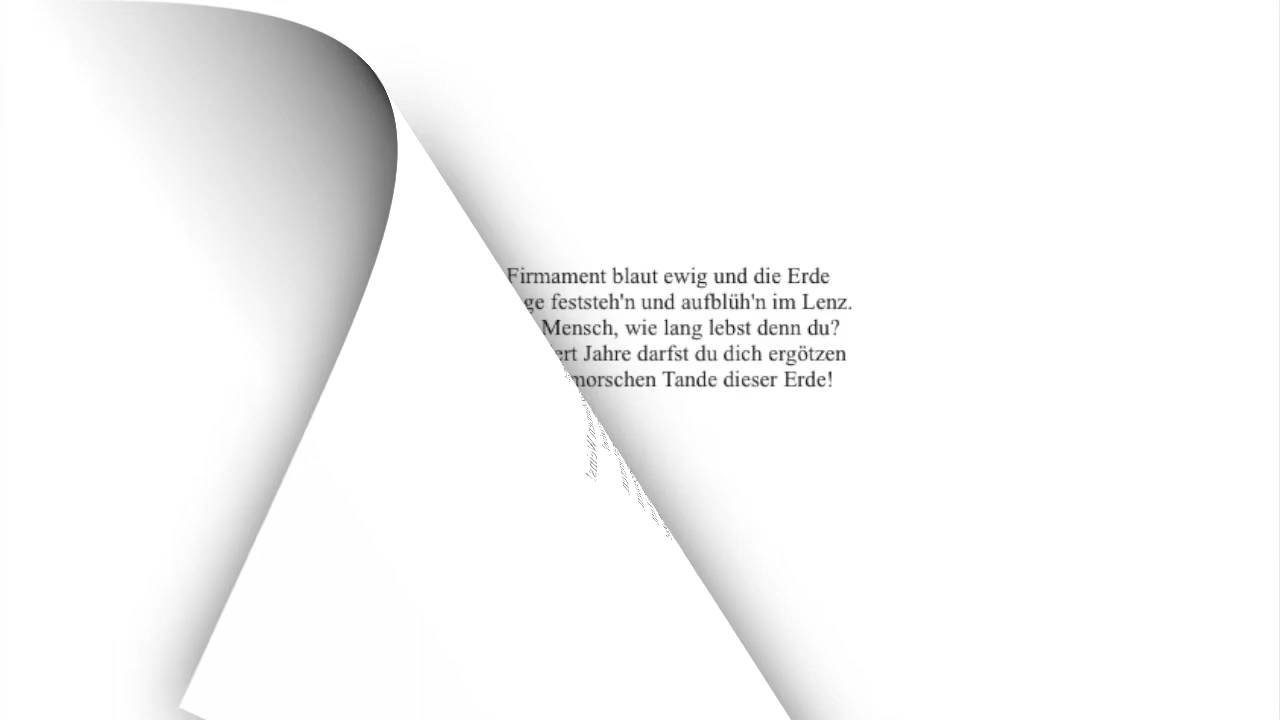 Firmament blaut ewig und die Erde
ge feststeh'n und aufblüh'n im Lenz.
Mensch, wie lang lebst denn du?
ert Jahre darfst du dich ergötzen
morschen Tande dieser Erde!